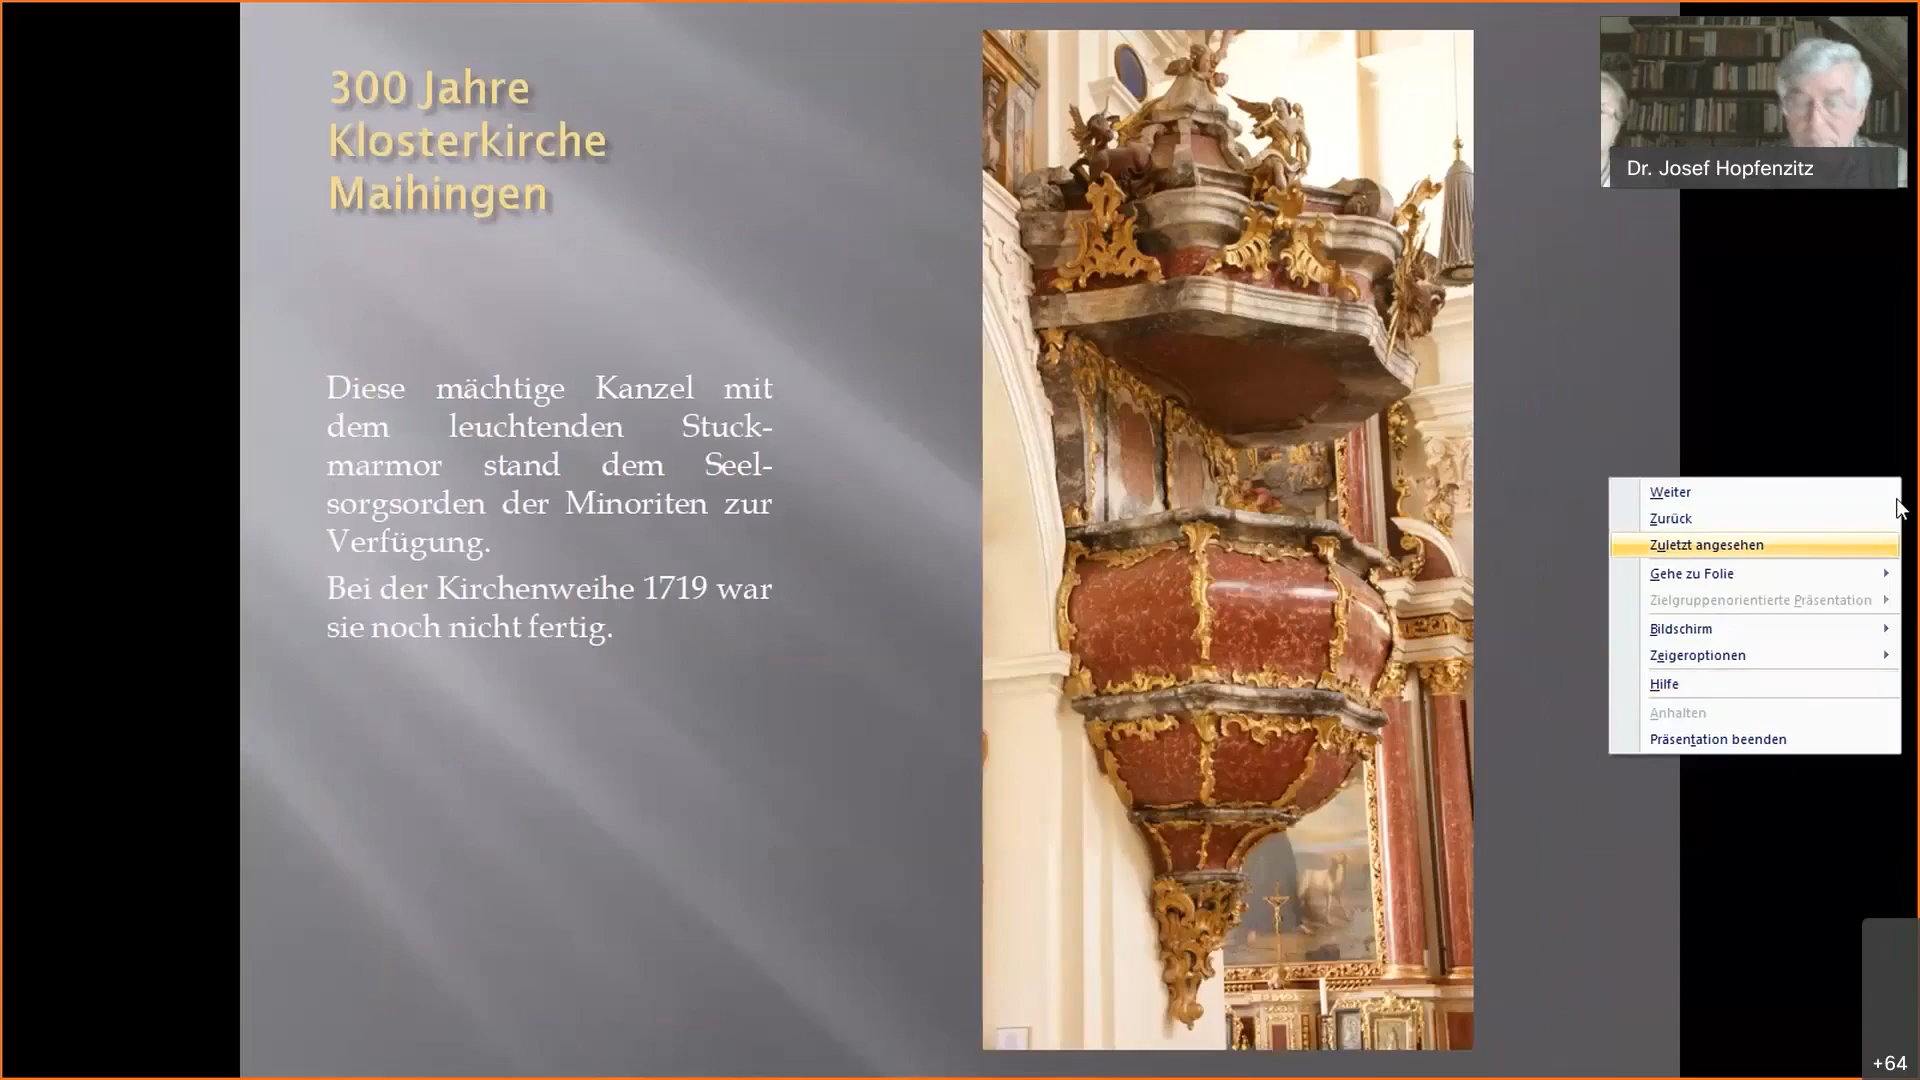 300 Jahre
Klosterkirche
Maihingen
Diese mächtige Kanzel mit
dem leuchtenden Stuck-
marmor stand dem Seel-
sorgsorden der Minoriten zur
Verfügung.
Bei der Kirchenweihe 1719 war
sie noch nicht fertig.
Dr. Josef Hopfenzitz
Weiter
Zurück
Zuletzt angesehen
Gehe zu Folie
Zielgruppenorientierte Präsentation
Bildschirm
Zeigeroptionen
Hilfe
Anhalten
Präsentation beenden
+64